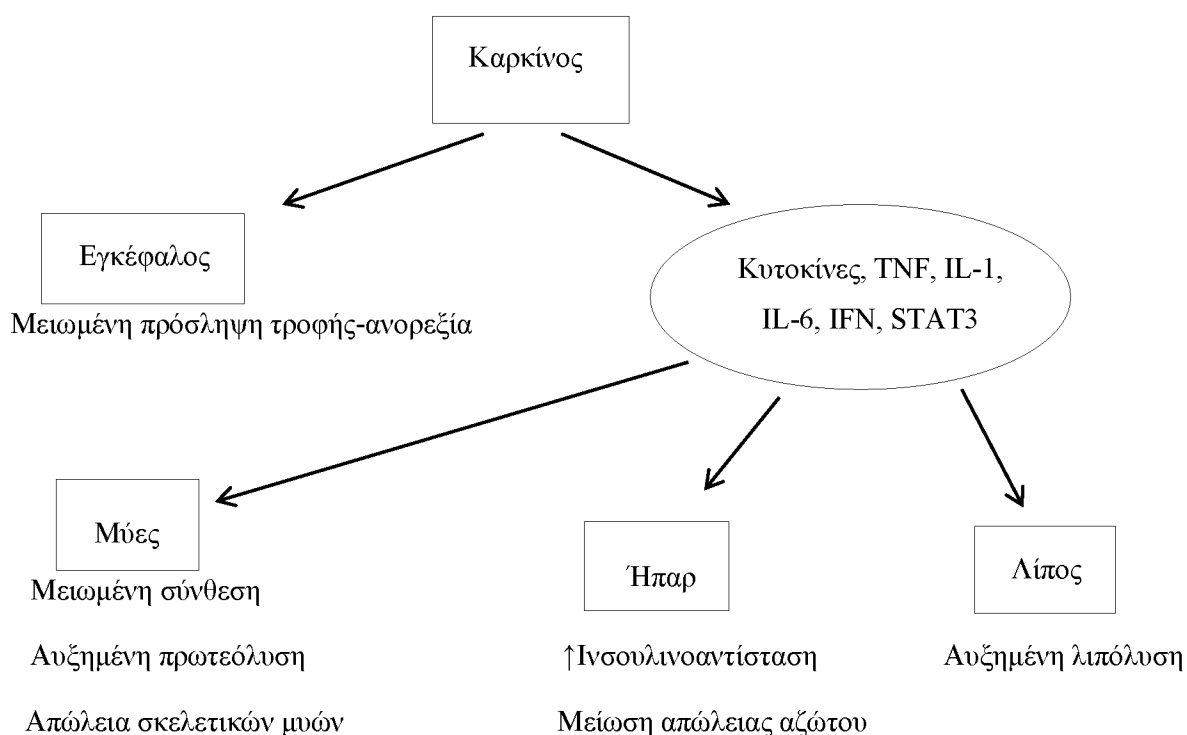 Καρκίνος
Εγκέφαλος
Μειωμένη πρόσληψη τροφής-ανορεξία
Κυτοκίνες, TNF, IL-1,
IL-6, IFN, STAT3
Μύες
Μειωμένη σύνθεση
Αυξημένη πρωτεόλυση
Απώλεια σκελετικών μυών
Ήπαρ
↑Ινσουλινοαντίσταση
Μείωση απώλειας αζώτου
Λίπος
Αυξημένη λιπόλυση